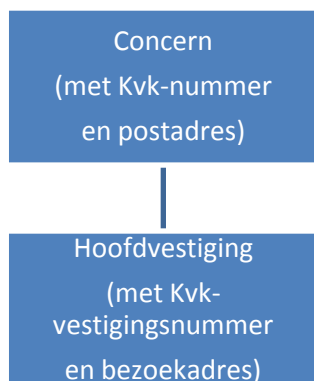 Concern
(met Kvk-nummer
en postadres)
Hoofdvestiging
(met Kvk-
vestigingsnummer
en bezoekadres)